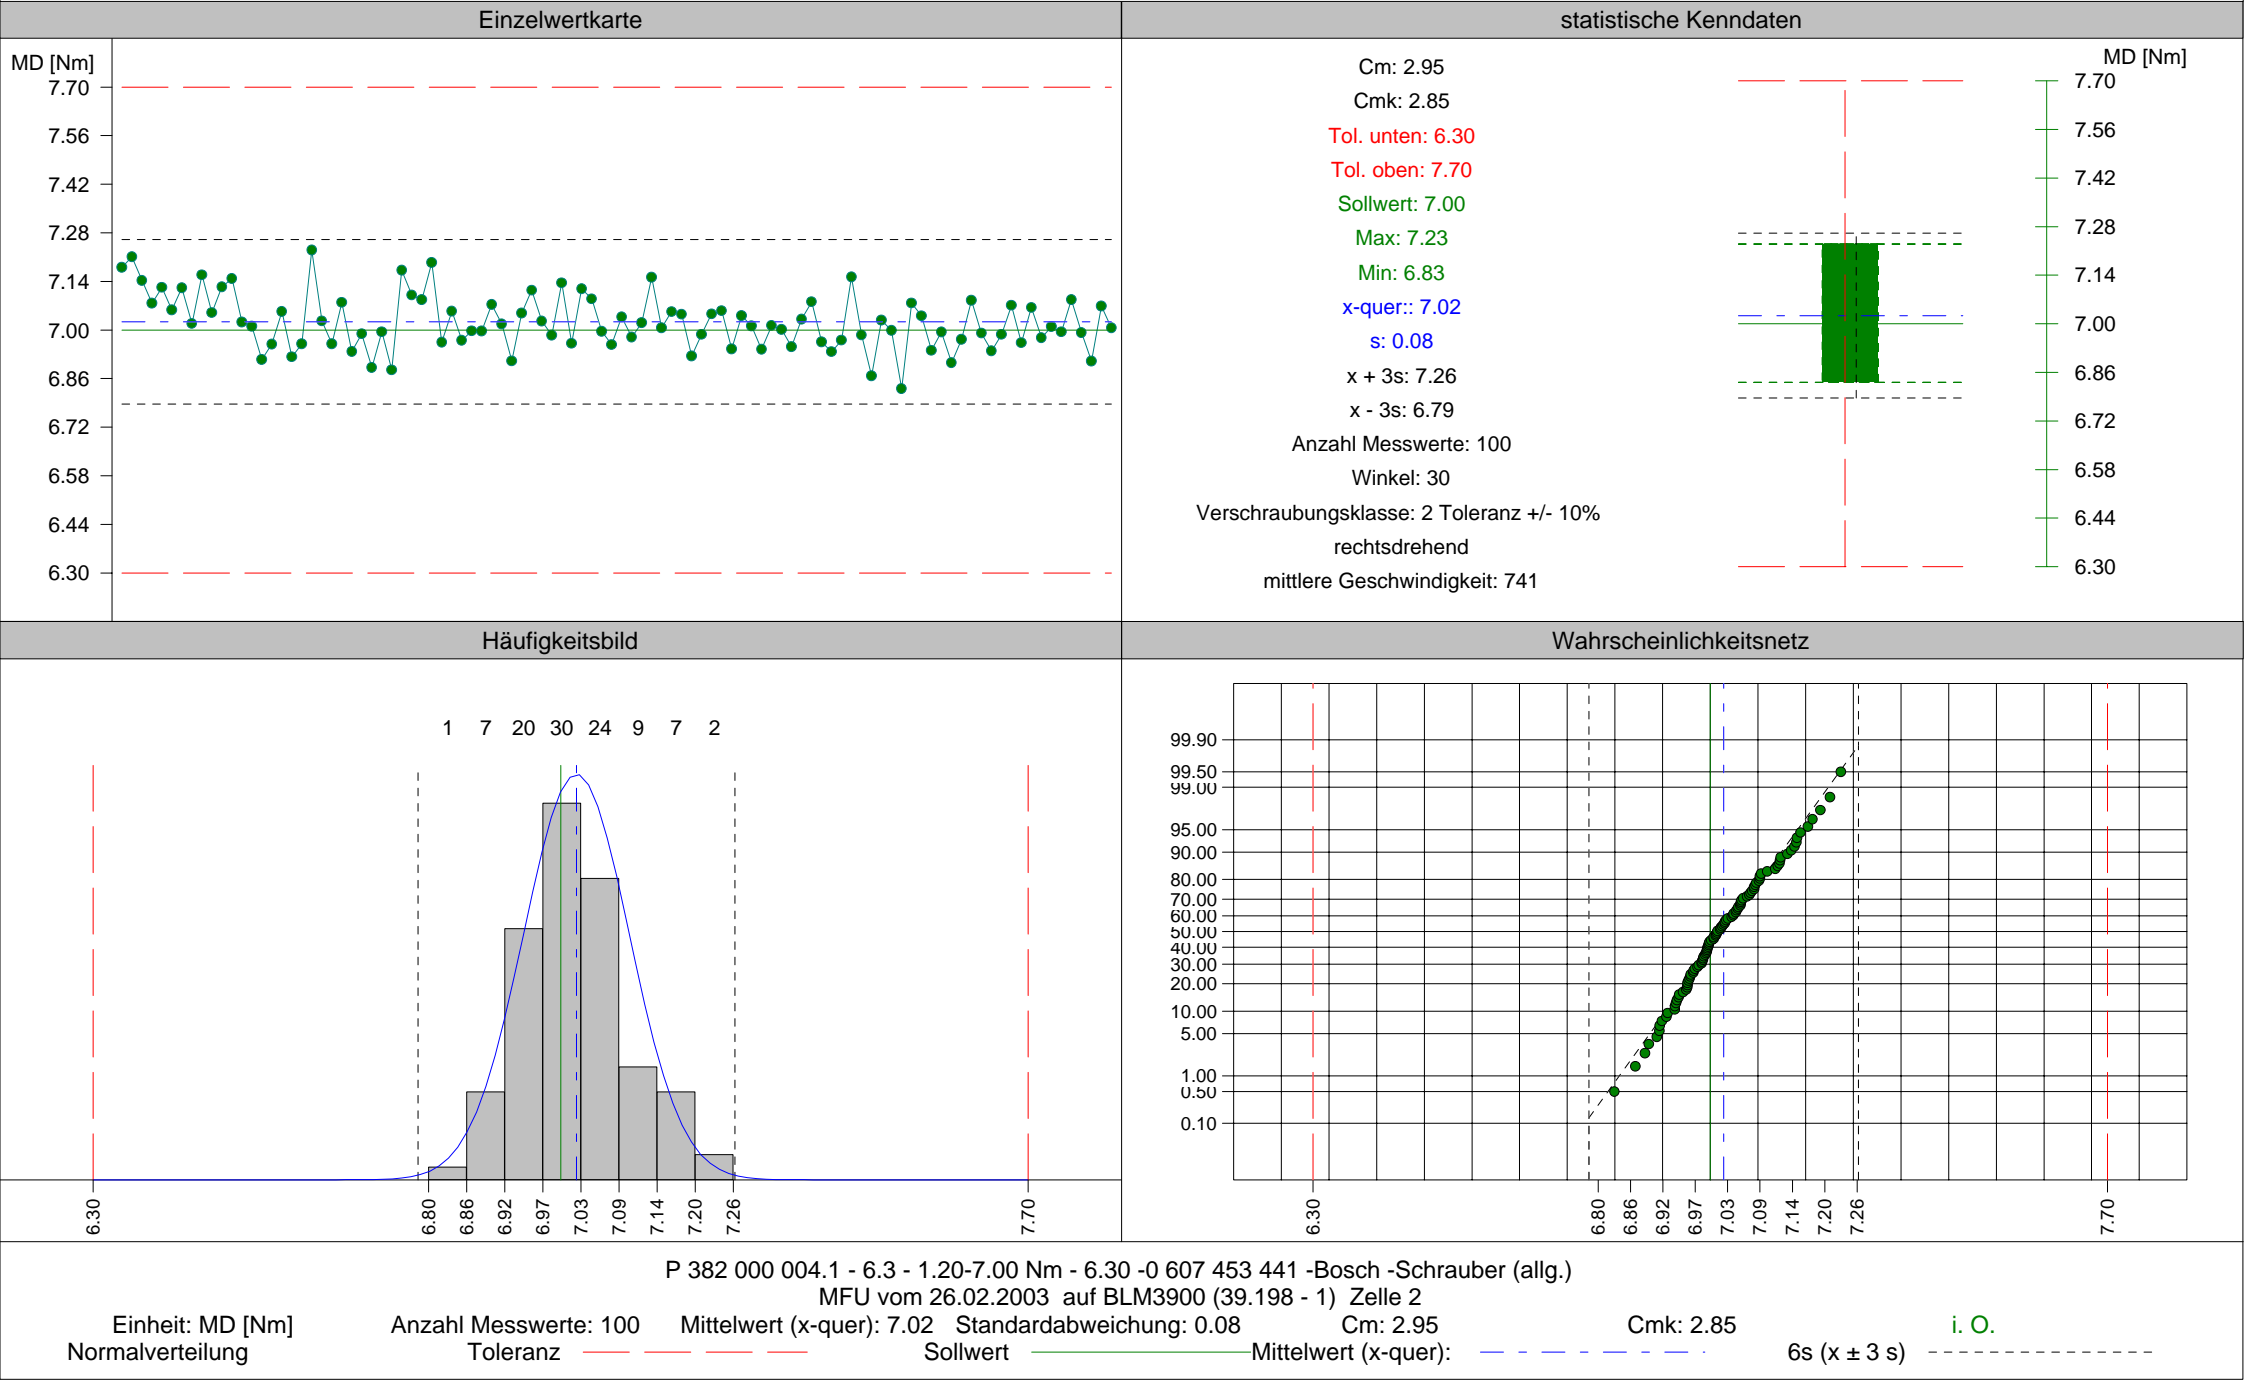 Einzelwertkarte
MD [Nm]
7.70
7.56
7.42
7.28
7.14
7.00
6.86
6.72
6.58
6.44
6.30
statistische Kenndaten
Cm: 2.95
Cmk: 2.85
Tol. unten: 6.30
Tol. oben: 7.70
Sollwert: 7.00
Max: 7.23
Min: 6.83
x-quer:: 7.02
s: 0.08
x + 3s: 7.26
x - 3s: 6.79
Anzahl Messwerte: 100
Winkel: 30
Verschraubungsklasse: 2 Toleranz +/- 10%
rechtsdrehend
mittlere Geschwindigkeit: 741
MD [Nm]
7.70
7.56
7.42
7.28
7.14
7.00
6.86
6.72
6.58
6.44
6.30
Häufigkeitsbild
1 7 20 30 24 9 7 2
6.30 6.80 6.86 6.92 6.97 7.03 7.09 7.14 7.20 7.26 7.70
Wahrscheinlichkeitsnetz
99.90
99.50
99.00
95.00
90.00
80.00
70.00
60.00
50.00
40.00
30.00
20.00
10.00
5.00
1.00
0.50
0.10
6.30 6.80 6.86 6.92 6.97 7.03 7.09 7.14 7.20 7.26 7.70
P 382 000 004.1 - 6.3 - 1.20-7.00 Nm - 6.30 -0 607 453 441 -Bosch -Schrauber (allg.)
MFU vom 26.02.2003 auf BLM3900 (39.198 - 1) Zelle 2
Einheit: MD [Nm] Anzahl Messwerte: 100 Mittelwert (x-quer): 7.02 Standardabweichung: 0.08 Cm: 2.95 Cmk: 2.85 i. O.
Normalverteilung Toleranz Sollwert Mittelwert (x-quer): 6s (x ± 3 s)